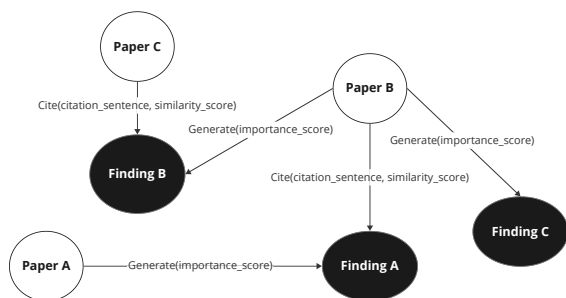 Paper C
Paper B
Cite(citation_sentence, similarity_score)
Generate(importance_score)
Generate(importance_score)
Finding B
Cite(citation_sentence, similarity_score)
Finding C
Paper A
Generate(importance_score)
Finding A